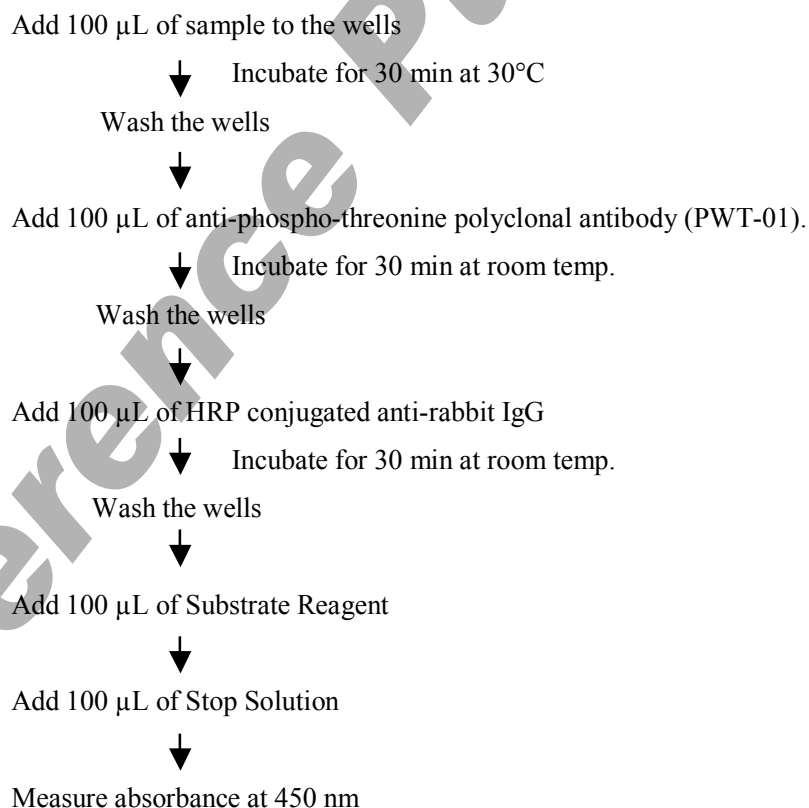 Add 100 µL of sample to the wells
Incubate for 30 min at 30°C
Wash the wells
Add 100 µL of anti-phospho-threonine polyclonal antibody (PWT-01).
Incubate for 30 min at room temp.
Wash the wells
Add 100 µL of HRP conjugated anti-rabbit IgG
Incubate for 30 min at room temp.
Wash the wells
Add 100 µL of Substrate Reagent
Add 100 µL of Stop Solution
Measure absorbance at 450 nm